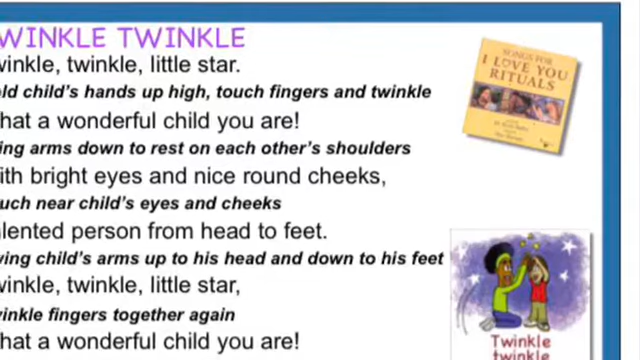 WINKLE TWINKLE
winkle, twinkle, little star.
old child's hands up high, touch fingers and twinkle
hat a wonderful child you are!
ing arms down to rest on each other's shoulders
ith bright eyes and nice round cheeks,
uch near child's eyes and cheeks
lented person from head to feet.
ving child's arms up to his head and down to his feet
winkle, twinkle, little star,
winkle fingers together again
hat a wonderful child you are!
SONGS FOR
I LOVE YOU
RITUALS
Twinkle
twinkle